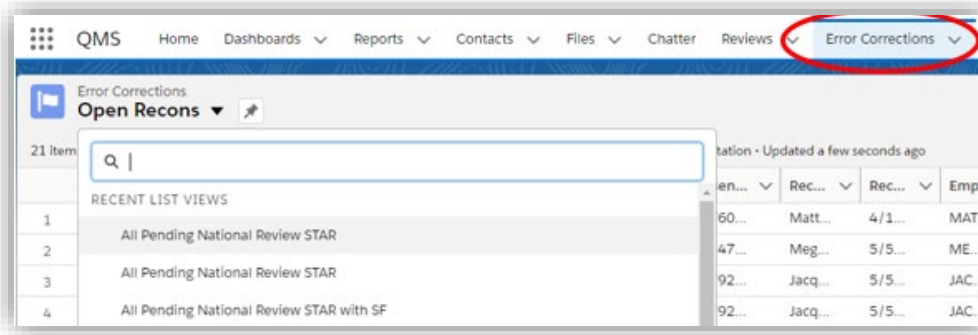 QMS Home Dashboards Reports Contacts Files Chatter Reviews Error Corrections
Error Corrections
Open Recons
21 item tation • Updated a few seconds ago
RECENT LIST VIEWS
en... Rec... Rec... Emp
1 All Pending National Review STAR 60... Matt... 4/1... MAT
2 47... Meg... 5/5... ME...
3 All Pending National Review STAR 92... Jacq... 5/5... JAC.
4 All Pending National Review STAR with SF 92... Jacq... 5/5... JAC